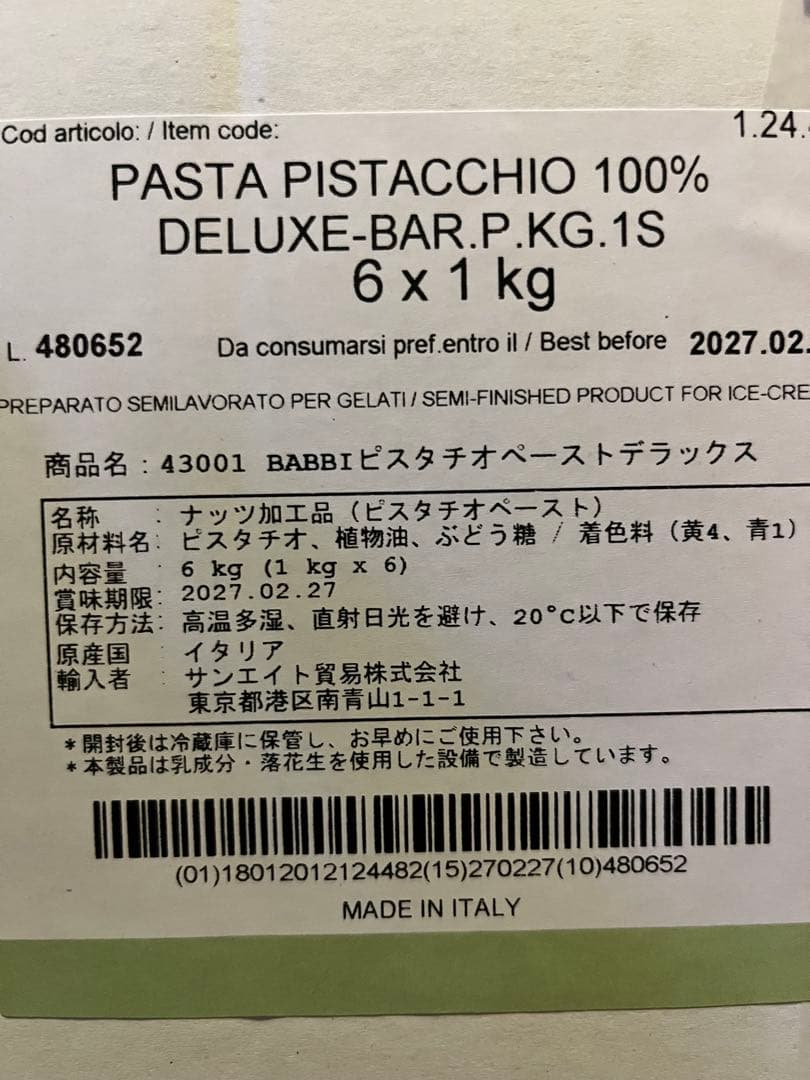 Cod articolo: / Item code: 1.24.
PASTA PISTACCHIO 100%
DELUXE-BAR.P.KG.1S
6 x 1 kg
L. 480652 Da consumarsi pref.entro il / Best before 2027.02.
PREPARATO SEMILAVORATO PER GELATI / SEMI-FINISHED PRODUCT FOR ICE-CRE
商品名 : 43001 BABBIピスタチオペーストデラックス
名称 : ナッツ加工品 (ピスタチオペースト)
原材料名: ピスタチオ、植物油、ぶどう糖 / 着色料 (黄4、青1)
内容量 : 6 kg (1 kg x 6)
賞味期限: 2027.02.27
保存方法: 高温多湿、直射日光を避け、20°C以下で保存
原産国 : イタリア
輸入者 : サンエイト貿易株式会社
東京都港区南青山1-1-1
*開封後は冷蔵庫に保管し、お早めにご使用下さい。
*本製品は乳成分・落花生を使用した設備で製造しています。
(01)18012012124482(15)270227(10)480652
MADE IN ITALY